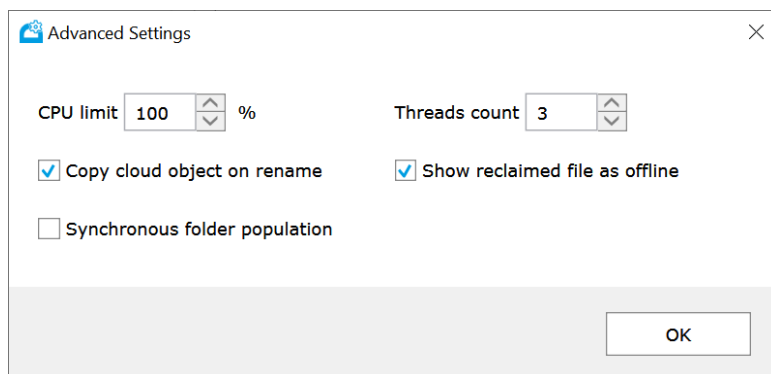 Advanced Settings
CPU limit 100 % Threads count 3
Copy cloud object on rename Show reclaimed file as offline
Synchronous folder population
OK